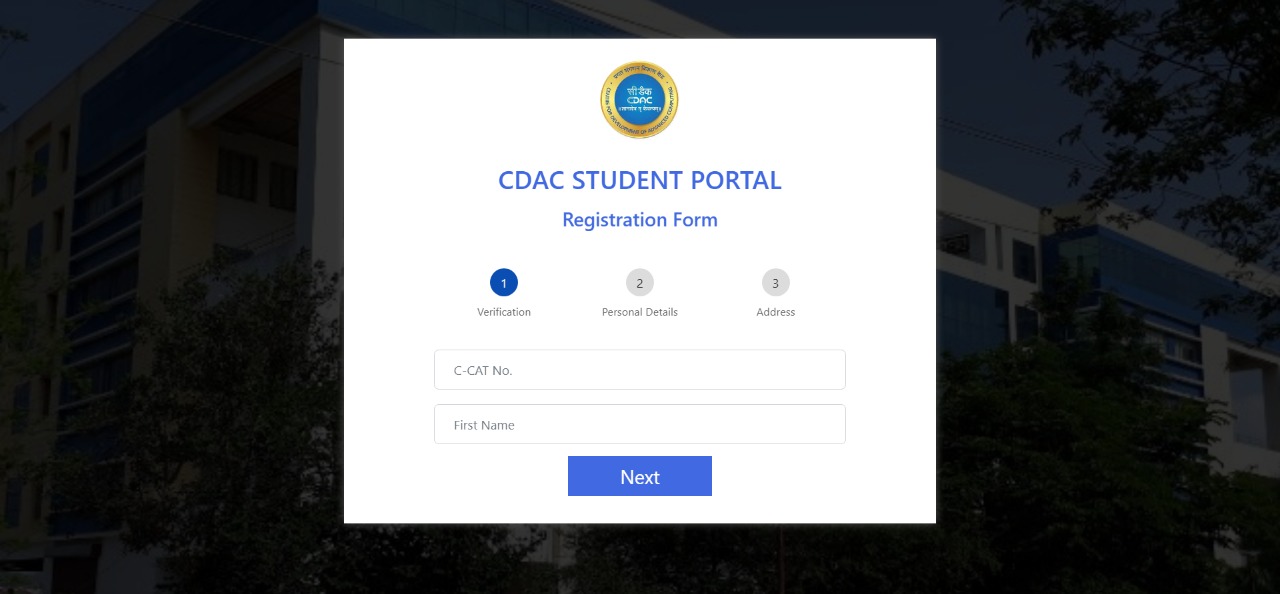 सी डैक
CDAC
CDAC STUDENT PORTAL
Registration Form
1
2
3
Verification
Personal Details
Address
C-CAT No.
First Name
Next